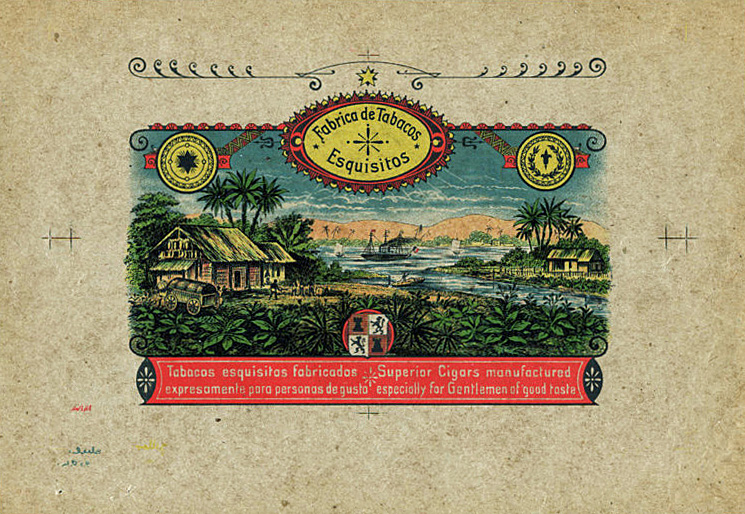 Fabrica de Tabacos
Esquisitos
Tabacos esquisitos fabricados
expresamente para personas de gusto
Superior Cigars manufactured
especially for Gentlemen of good taste